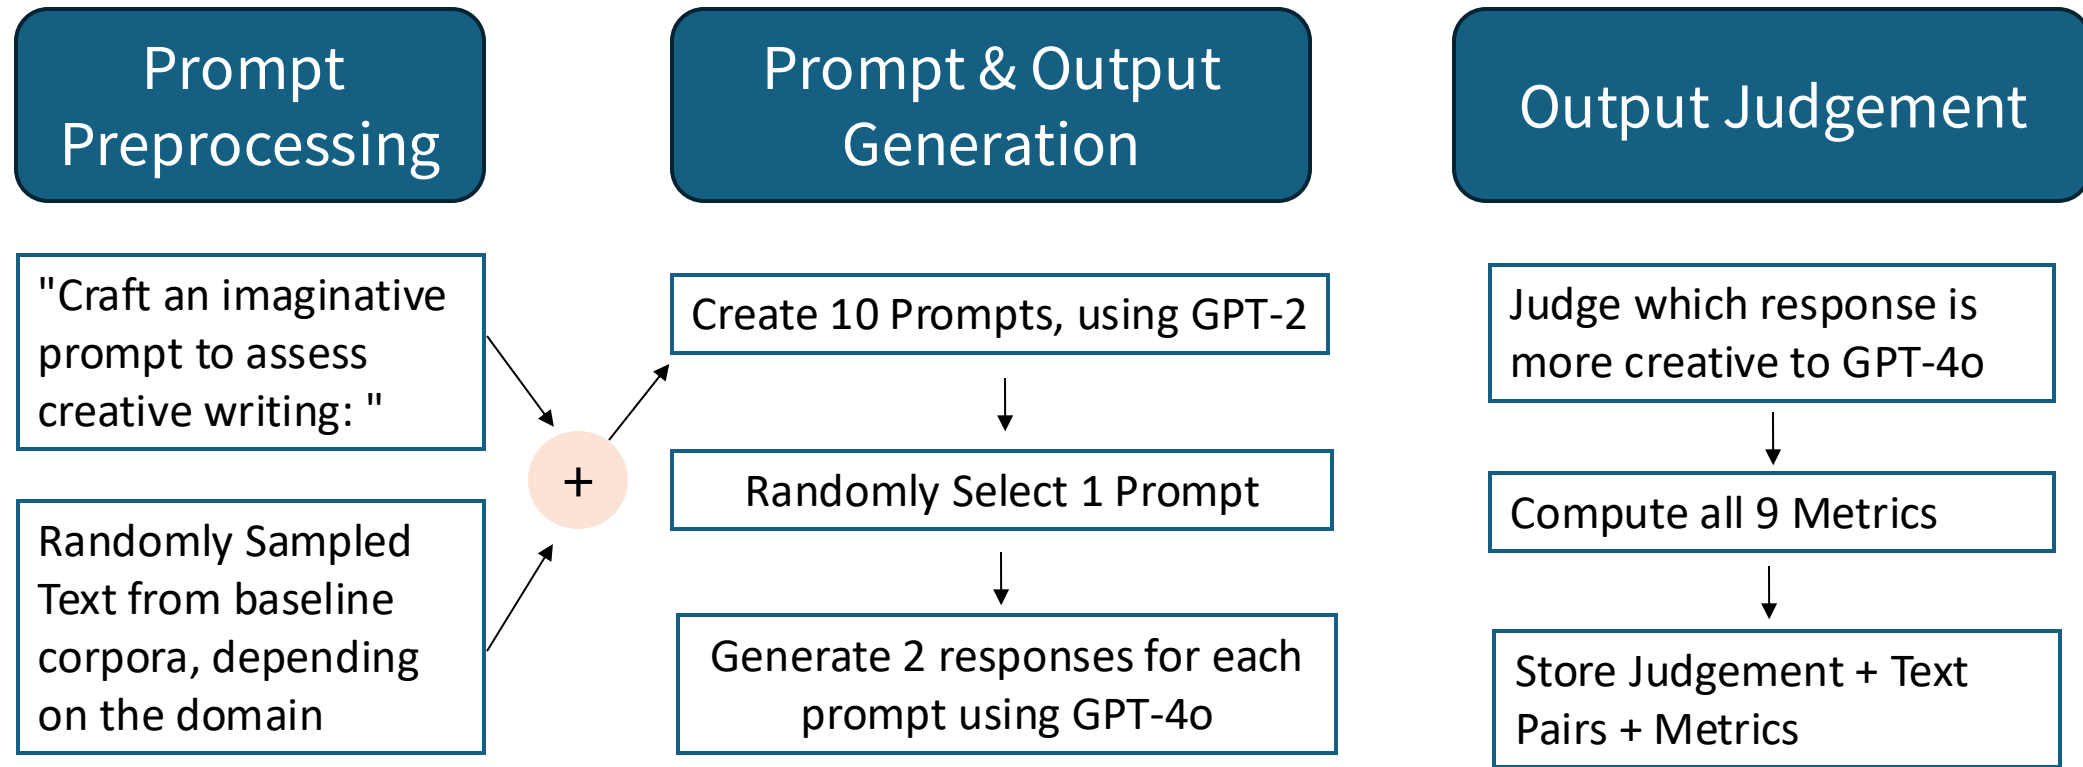 Prompt
Preprocessing
"Craft an imaginative
prompt to assess
creative writing: "
Randomly Sampled
Text from baseline
corpora, depending
on the domain
+
Prompt & Output
Generation
Create 10 Prompts, using GPT-2
Randomly Select 1 Prompt
Generate 2 responses for each
prompt using GPT-4o
Output Judgement
Judge which response is
more creative to GPT-4o
Compute all 9 Metrics
Store Judgement + Text
Pairs + Metrics